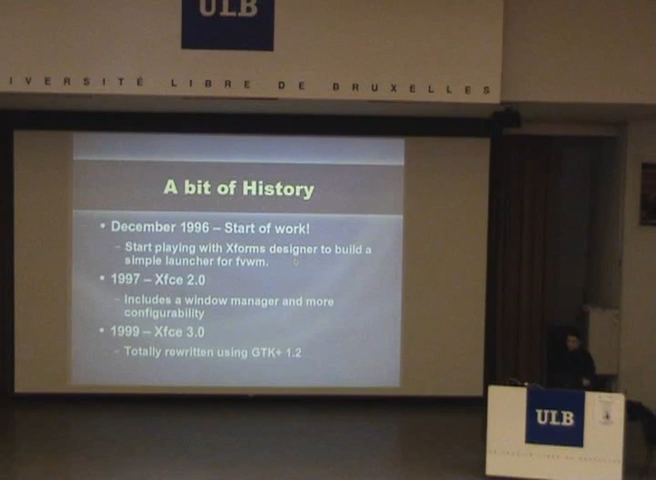 ULB
IVERSITÉ LIBRE DE BRUXELLES
A bit of History
• December 1996 – Start of work!
– Start playing with Xforms designer to build a
simple launcher for fvwm.
• 1997 – Xfce 2.0
– Includes a window manager and more
configurability
• 1999 – Xfce 3.0
– Totally rewritten using GTK+ 1.2
ULB